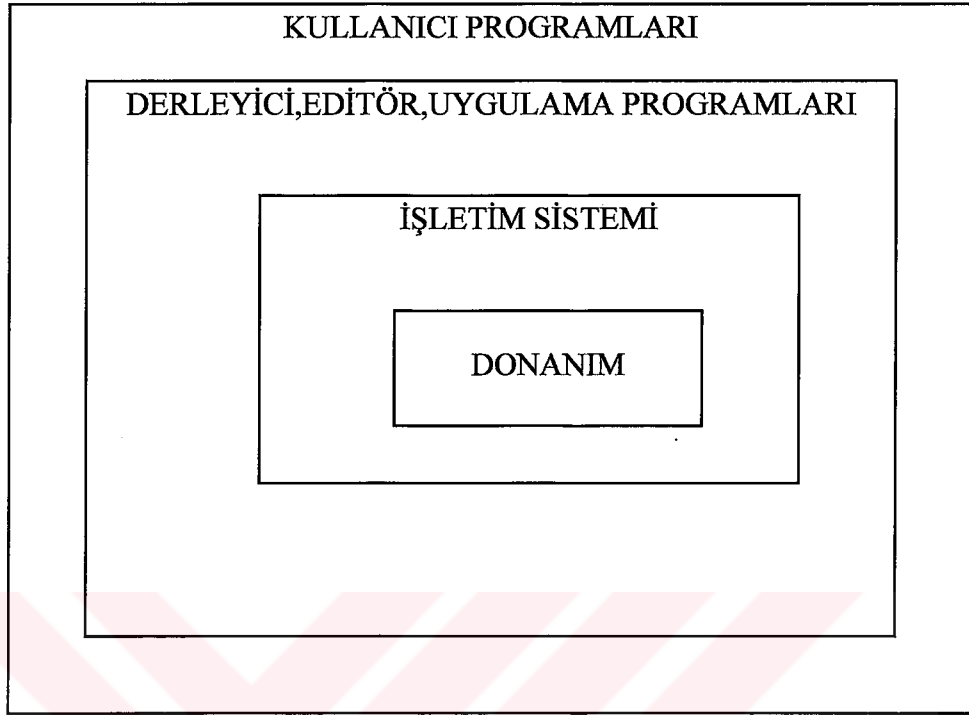 KULLANICI PROGRAMLARI
DERLEYİCİ,EDİTÖR,UYGULAMA PROGRAMLARI
İŞLETİM SİSTEMİ
DONANIM